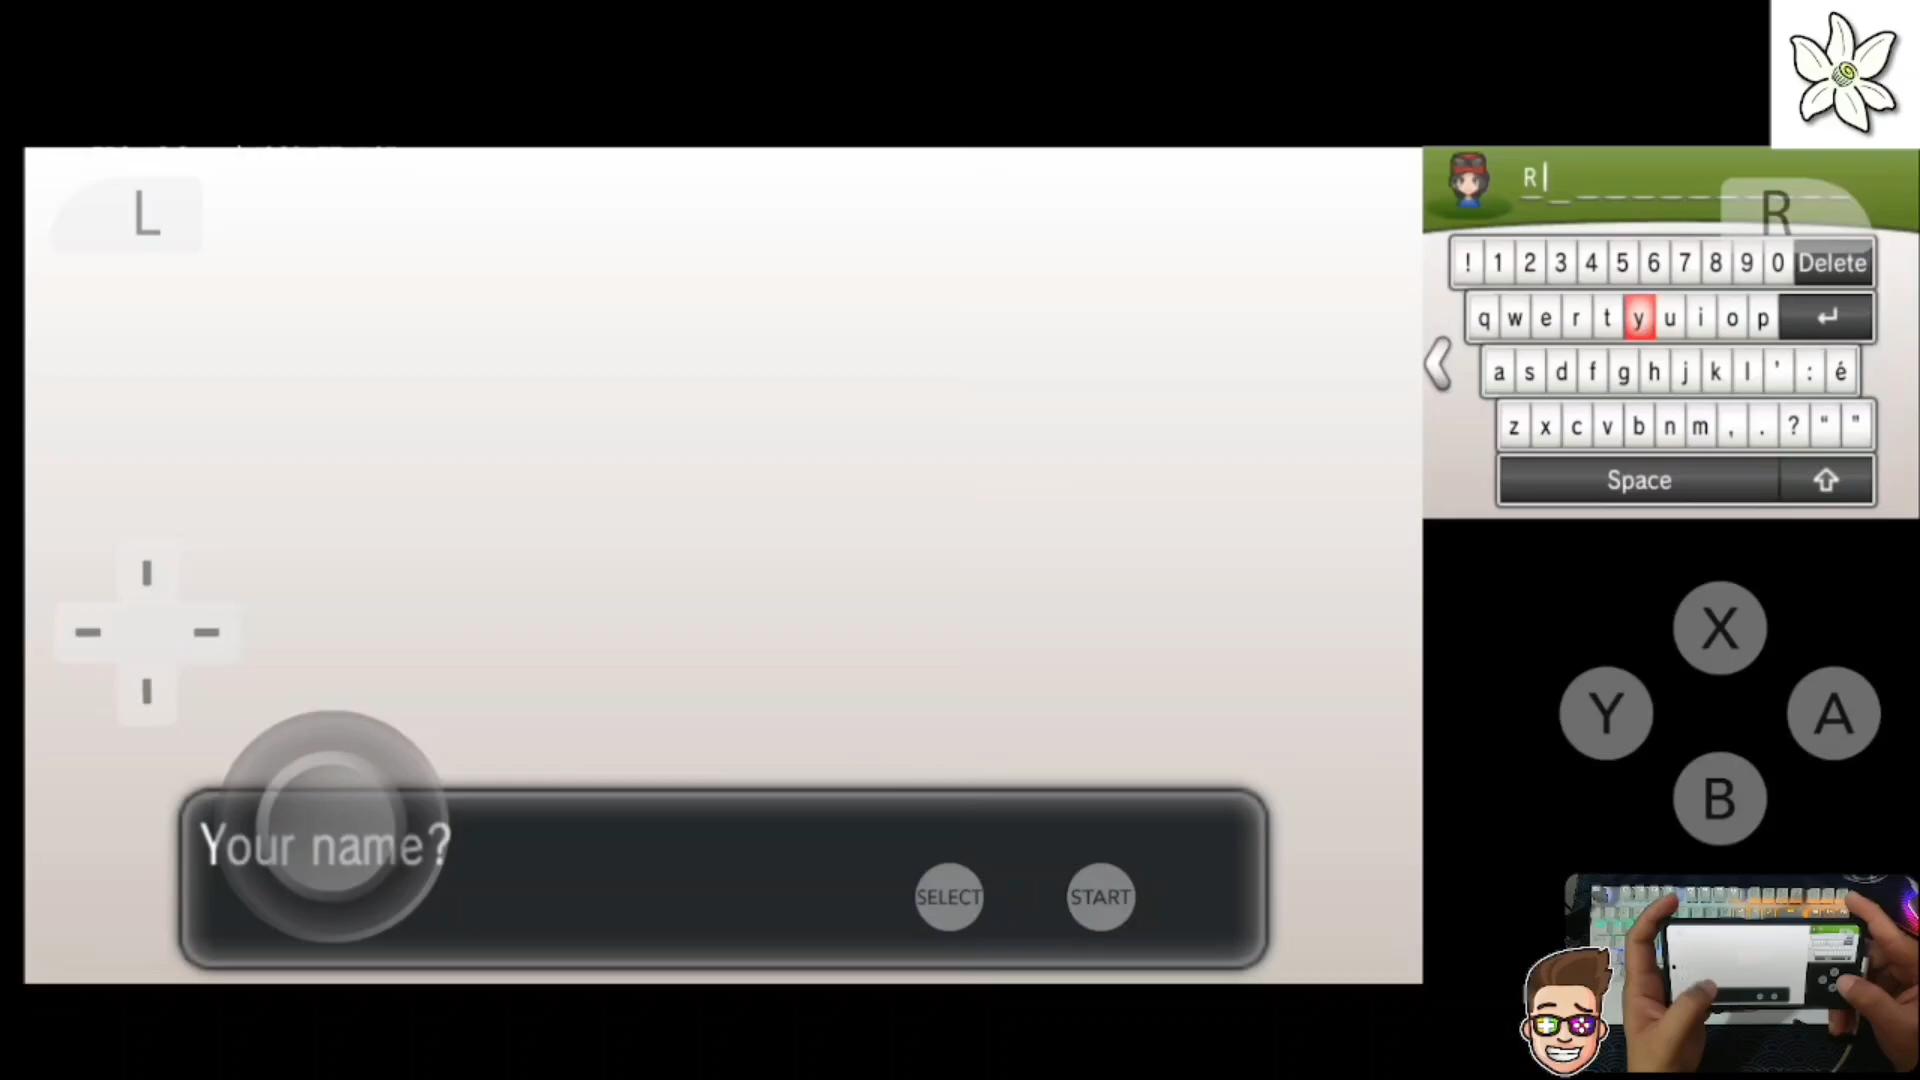 L
R
R
! 1 2 3 4 5 6 7 8 9 0 Delete
q w e r t y u i o p ↵
a s d f g h j k l ' : é
z x c v b n m , . ? “ ”
Space
X
Y
A
B
Your name?
SELECT
START